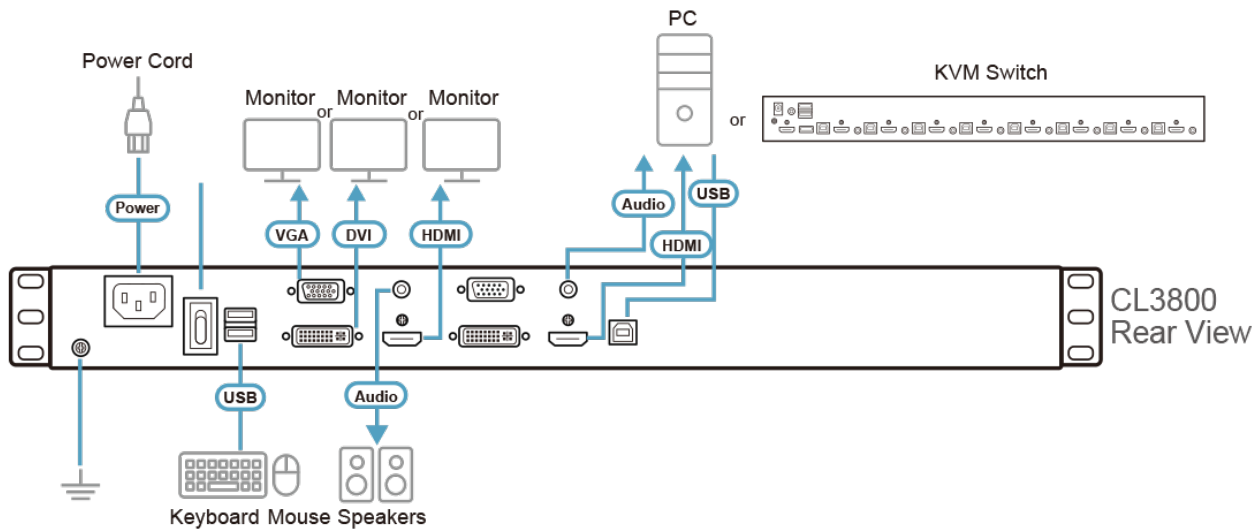 PC
Power Cord
KVM Switch
Monitor or Monitor or Monitor
or
Power
Audio
USB
VGA
DVI
HDMI
HDMI
CL3800
Rear View
USB
Audio
Keyboard Mouse Speakers